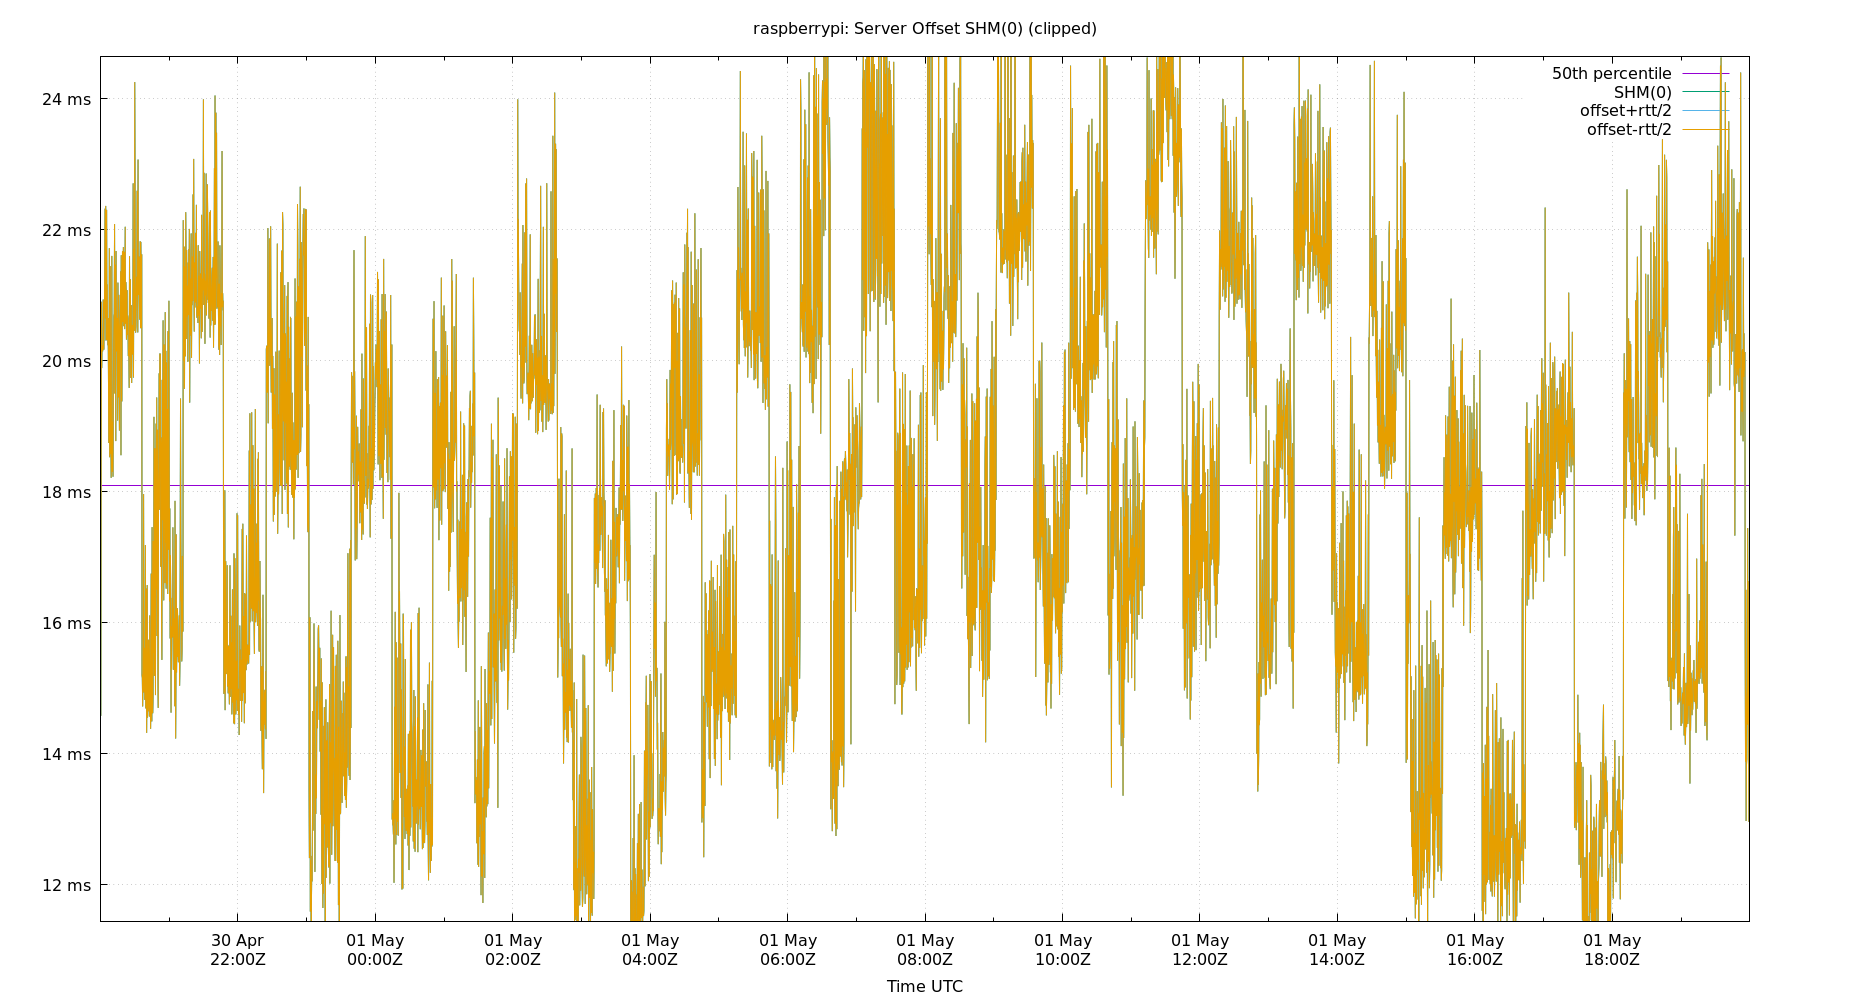 raspberrypi: Server Offset SHM(0) (clipped)
50th percentile
SHM(0)
offset+rtt/2
offset-rtt/2
24 ms
22 ms
20 ms
18 ms
16 ms
14 ms
12 ms
30 Apr 01 May 01 May 01 May 01 May 01 May 01 May 01 May 01 May 01 May 01 May
22:00Z 00:00Z 02:00Z 04:00Z 06:00Z 08:00Z 10:00Z 12:00Z 14:00Z 16:00Z 18:00Z
Time UTC